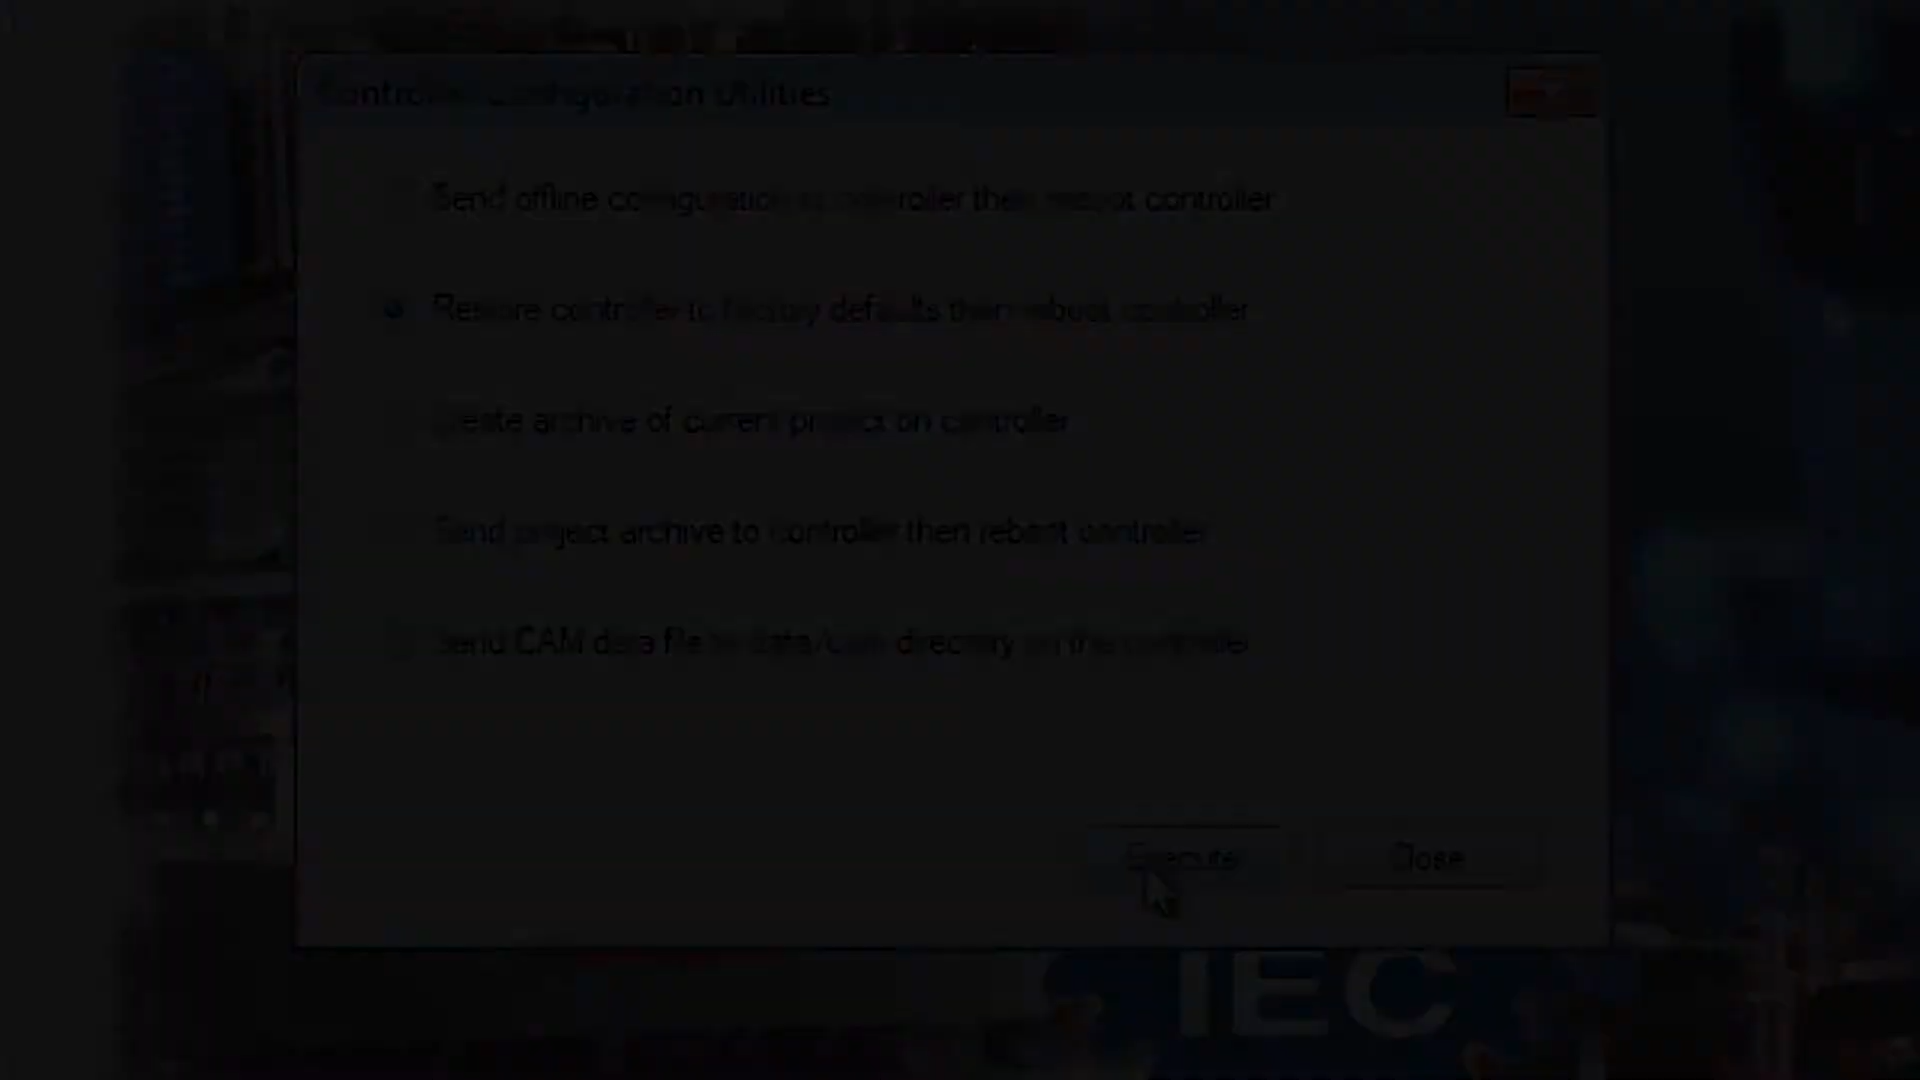 Controller Configuration Utilities
Send offline configuration to controller then reboot controller
Restore controller to factory defaults then reboot controller
Create archive of current project on controller
Send project archive to controller then reboot controller
Send CAM data file to data/cam directory on the controller
Execute
Close
IEC